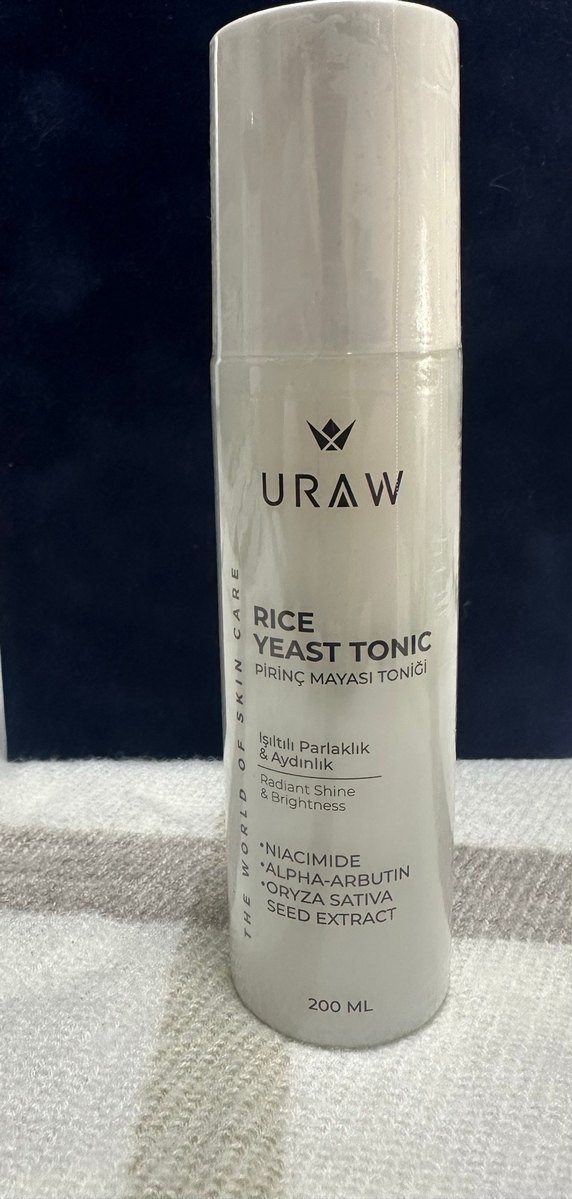 URAW
THE WORLD OF SKIN CARE
RICE
YEAST TONIC
PİRİNÇ MAYASI TONİĞİ
Işıltılı Parlaklık
& Aydınlık
Radiant Shine
& Brightness
•NIACIMIDE
•ALPHA-ARBUTIN
•ORYZA SATIVA
SEED EXTRACT
200 ML